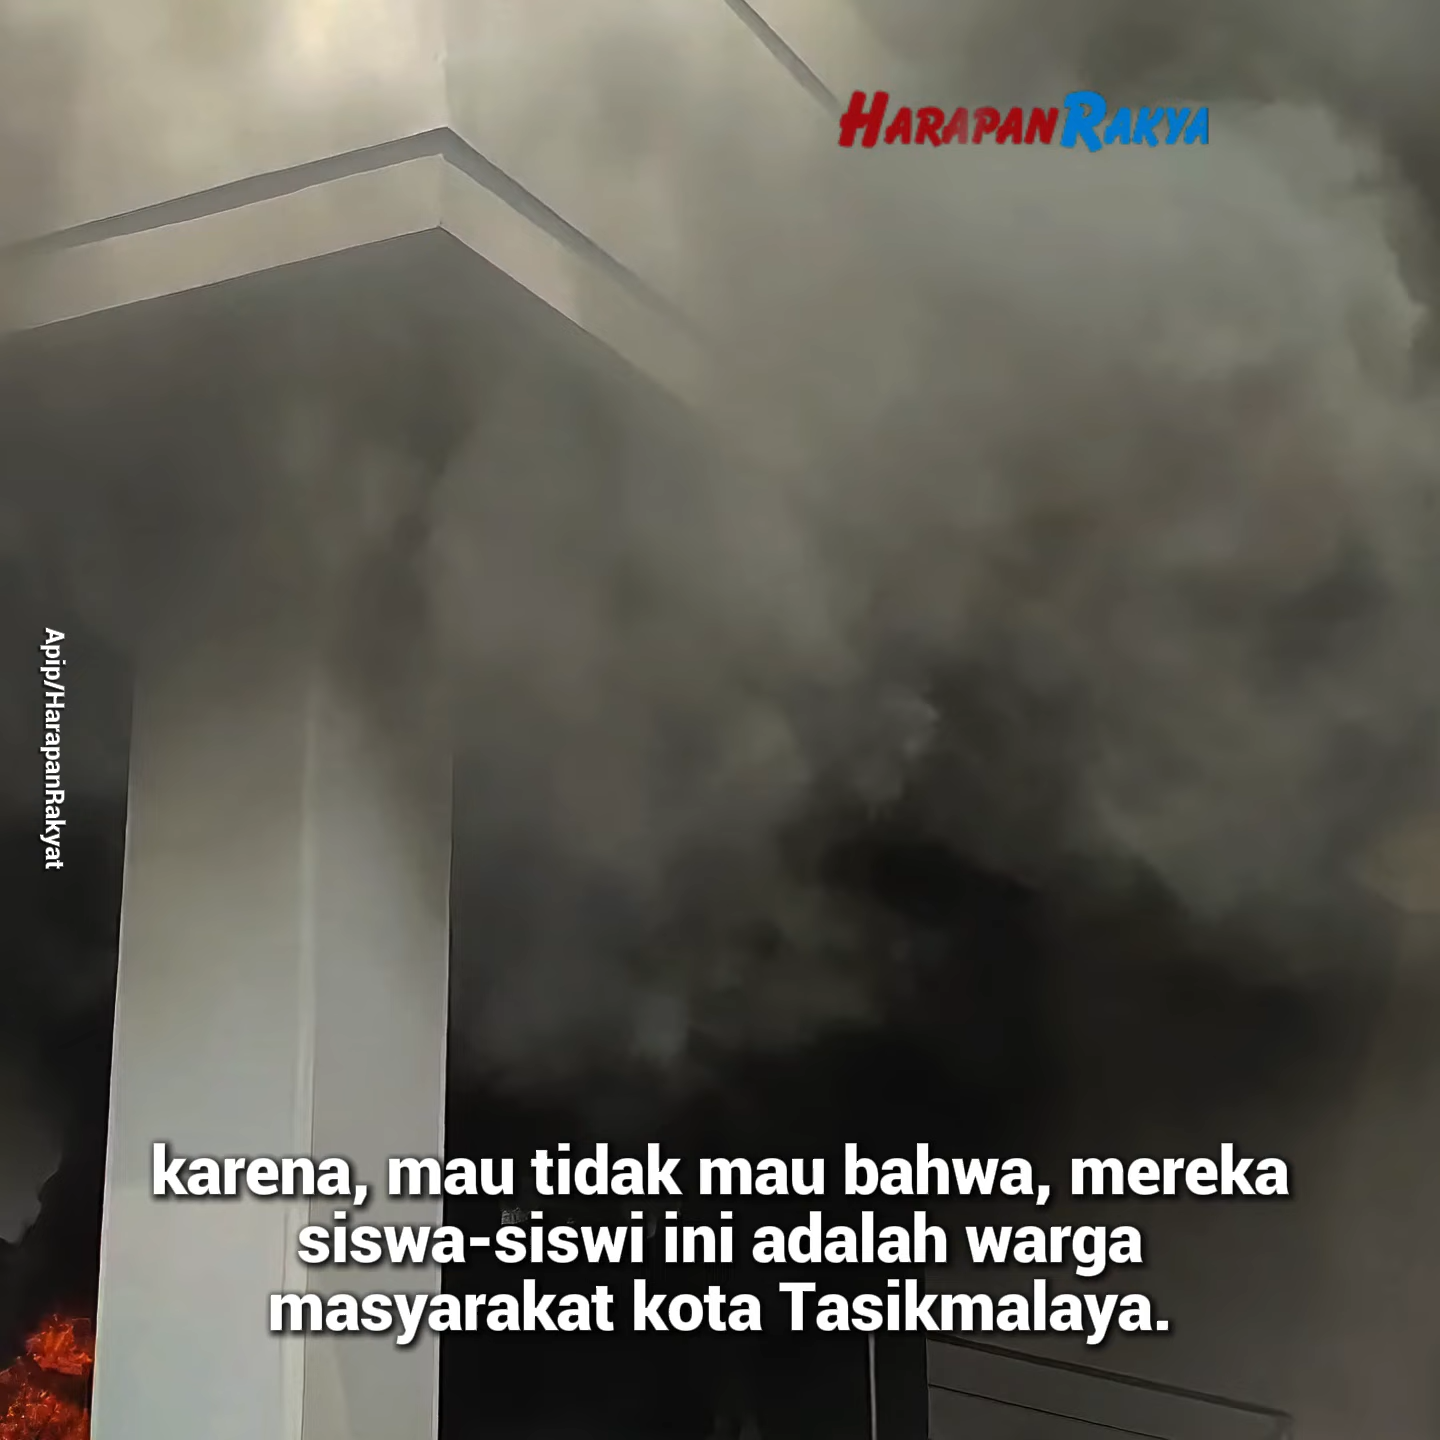 HARAPANRAKYA
Apip/HarapanRakyat
karena, mau tidak mau bahwa, mereka
siswa-siswi ini adalah warga
masyarakat kota Tasikmalaya.